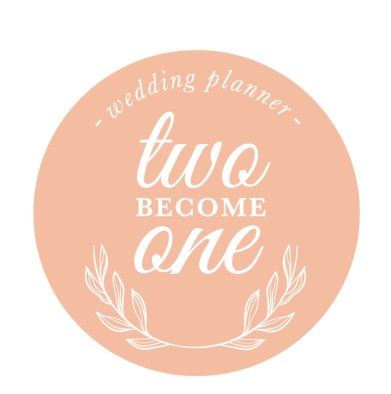 - wedding planner -
two
BECOME
one